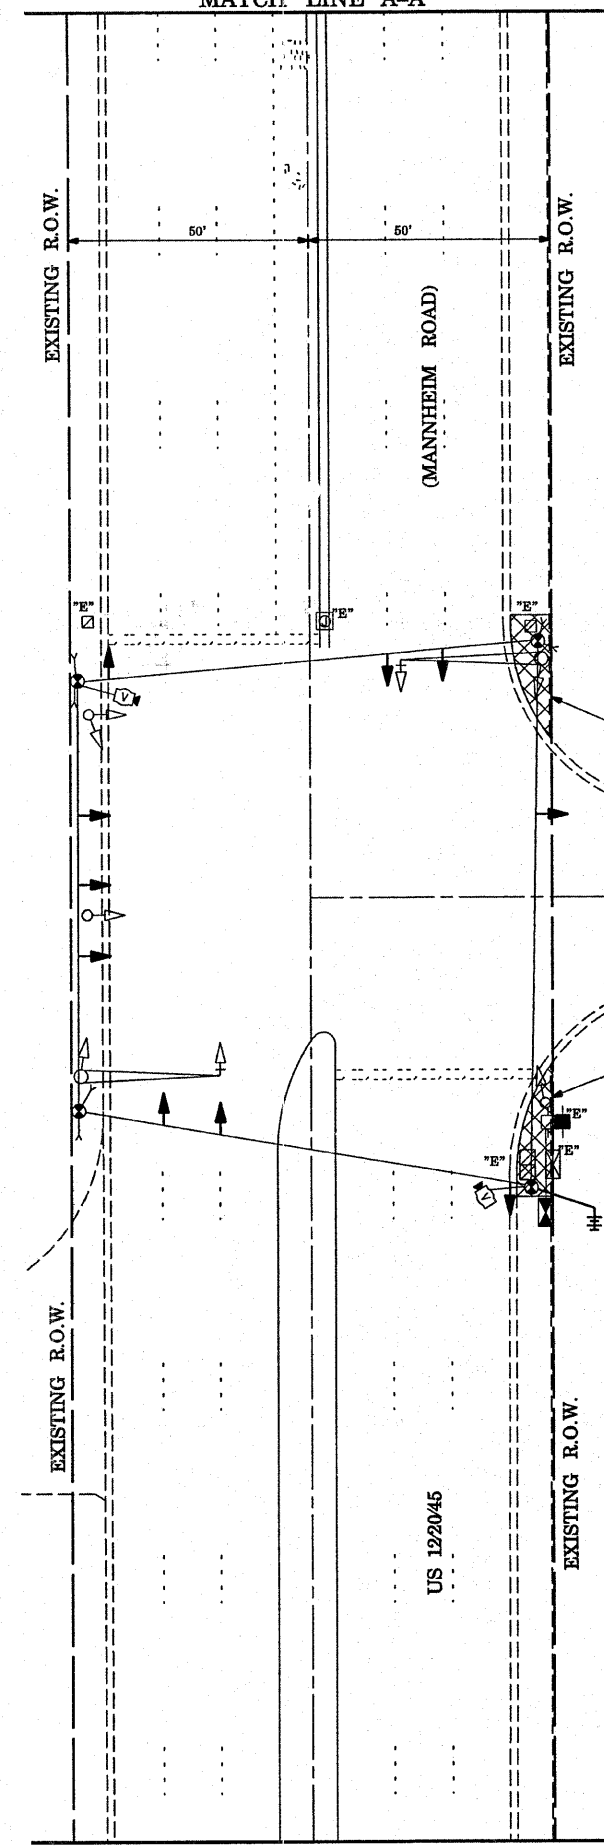 MATCH LINE A-A
EXISTING R.O.W.
EXISTING R.O.W.
50'
50'
(MANNHEIM ROAD)
"E"
"E"
"E"
V
"E"
"E"
"E"
V
EXISTING R.O.W.
EXISTING R.O.W.
US 12/20/45